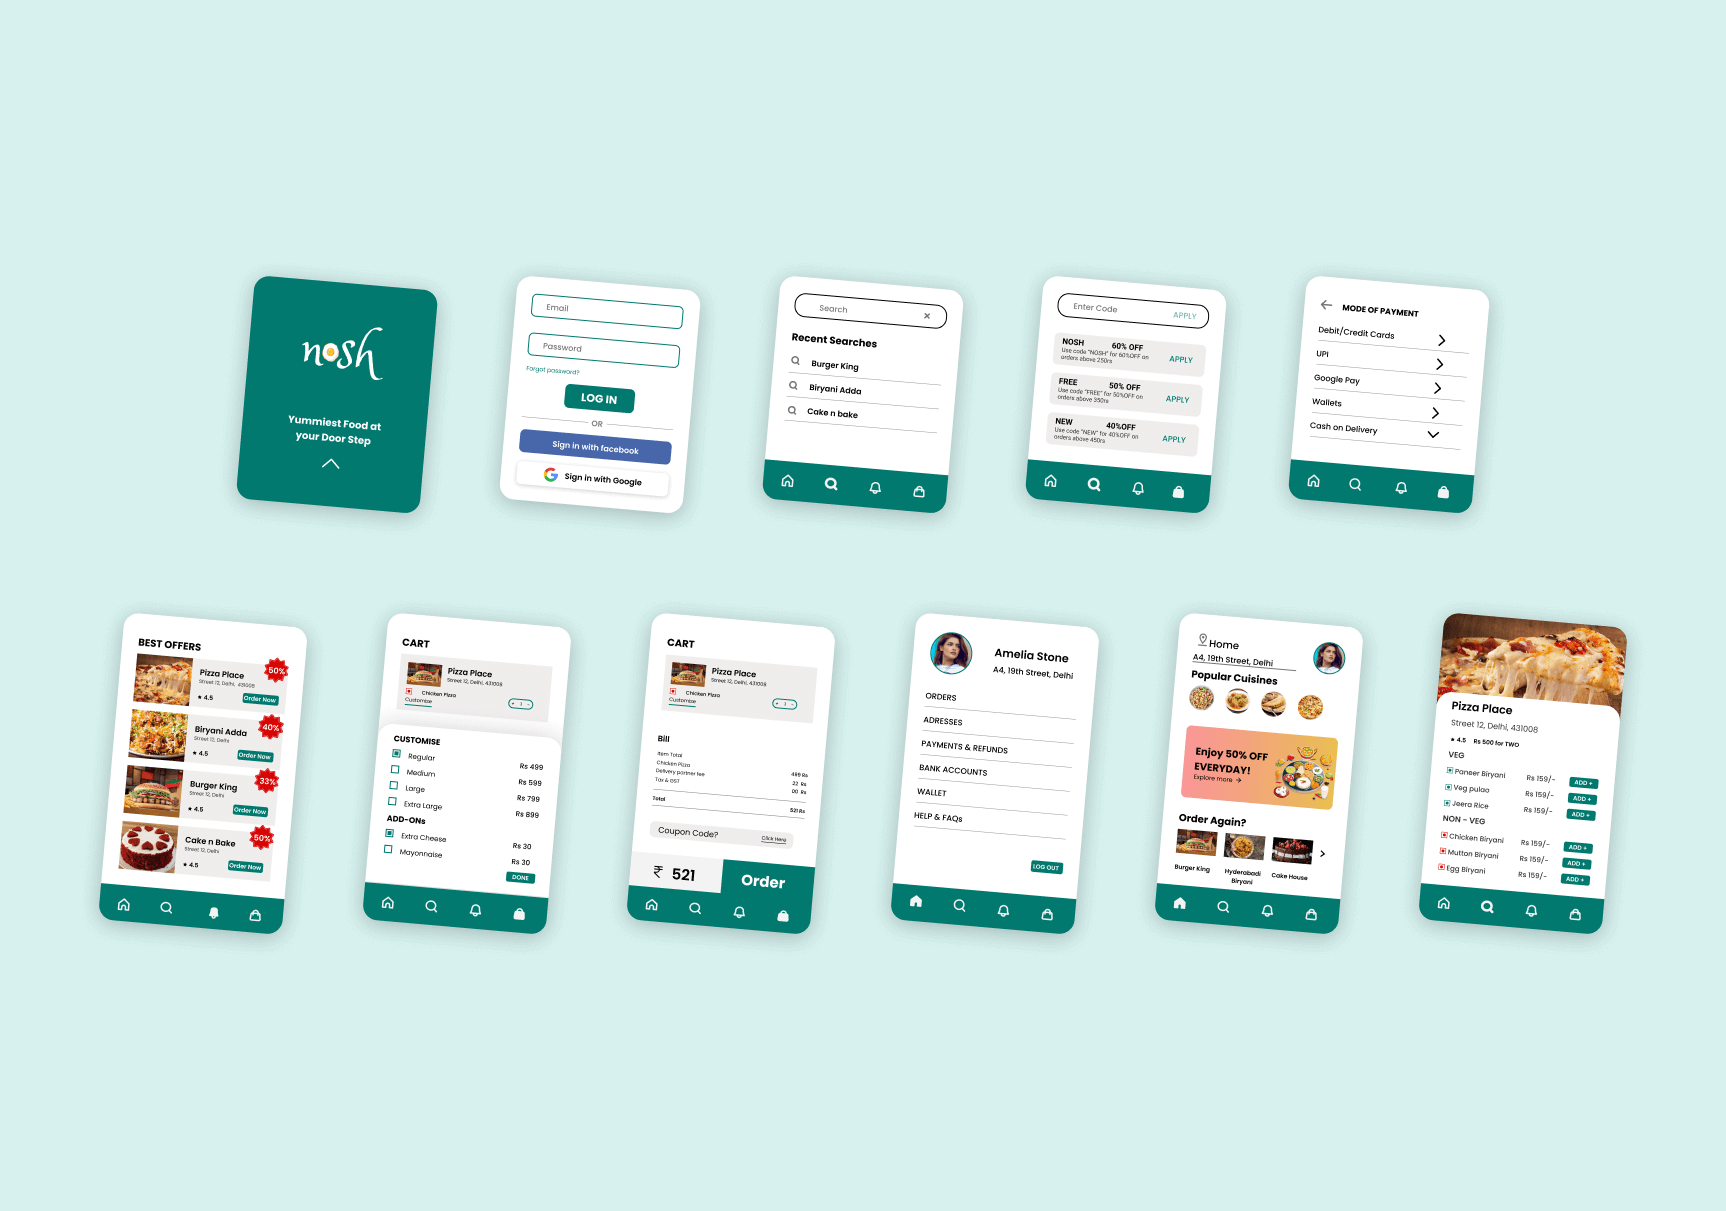 nosh
Yummiest Food at
your Door Step
Email
Password
Forgot password?
LOG IN
OR
Sign in with facebook
Sign in with Google
Search
Recent Searches
Burger King
Biryani Adda
Cake n bake
Enter Code APPLY
NOSH 60% OFF
Use code "NOSH" for 60%OFF on
orders above 250rs
APPLY
FREE 50% OFF
Use code "FREE" for 50%OFF on
orders above 350rs
APPLY
NEW 40%OFF
Use code "NEW" for 40%OFF on
orders above 450rs
APPLY
MODE OF PAYMENT
Debit/Credit Cards
UPI
Google Pay
Wallets
Cash on Delivery
BEST OFFERS
Pizza Place 50%
Street 12, Delhi, 431008
4.5 Order Now
Biryani Adda 40%
Street 12, Delhi
4.5 Order Now
Burger King 33%
Street 12, Delhi
4.5 Order Now
Cake n Bake 50%
Street 12, Delhi
4.5 Order Now
CART
Pizza Place
Street 12, Delhi, 431008
Chicken Pizza
Customise
+ 1 -
CUSTOMISE
Regular Rs 499
Medium Rs 599
Large Rs 799
Extra Large Rs 899
ADD-ONs
Extra Cheese Rs 30
Mayonnaise Rs 30
DONE
CART
Pizza Place
Street 12, Delhi, 431008
Chicken Pizza
Customise
+ 1 -
Bill
Item Total
Chicken Pizza 499 Rs
Delivery partner fee 22 Rs
Tax & GST 00 Rs
Total 521 Rs
Coupon Code? Click Here
₹ 521 Order
Amelia Stone
A4, 19th Street, Delhi
ORDERS
ADRESSES
PAYMENTS & REFUNDS
BANK ACCOUNTS
WALLET
HELP & FAQs
LOG OUT
Home
A4, 19th Street, Delhi
Popular Cuisines
Enjoy 50% OFF
EVERYDAY!
Explore more →
Order Again?
Burger King
Hyderabadi
Biryani
Cake House
Pizza Place
Street 12, Delhi, 431008
4.5 Rs 500 for TWO
VEG
Paneer Biryani Rs 159/- ADD +
Veg pulao Rs 159/- ADD +
Jeera Rice Rs 159/- ADD +
NON - VEG
Chicken Biryani Rs 159/- ADD +
Mutton Biryani Rs 159/- ADD +
Egg Biryani Rs 159/- ADD +